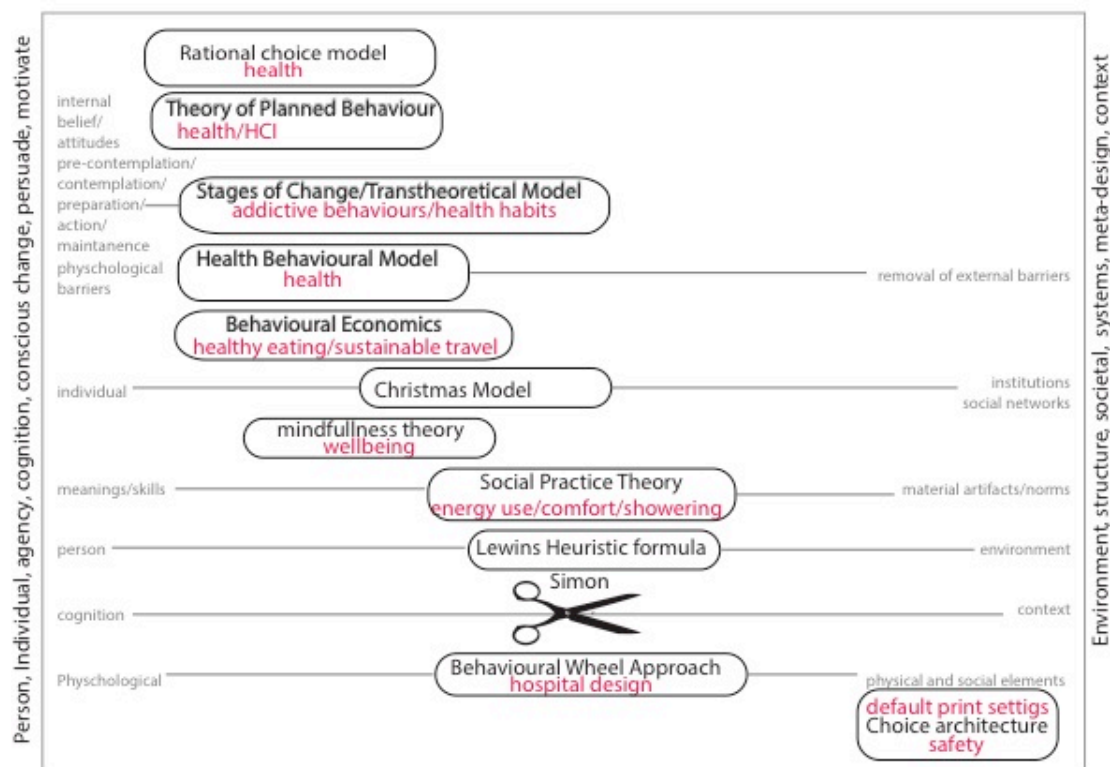 Person, Individual, agency, cognition, conscious change, persuade, motivate
Rational choice model
health
internal
belief/
attitudes
Theory of Planned Behaviour
health/HCI
pre-contemplation/
contemplation/
preparation/
action/
maintanence
Stages of Change/Transtheoretical Model
addictive behaviours/health habits
physchological
barriers
Health Behavioural Model
health
removal of external barriers
Behavioural Economics
healthy eating/sustainable travel
individual
Christmas Model
institutions
social networks
mindfullness theory
wellbeing
meanings/skills
Social Practice Theory
energy use/comfort/showering
material artifacts/norms
person
Lewins Heuristic formula
environment
Simon
cognition
context
Physchological
Behavioural Wheel Approach
hospital design
physical and social elements
default print settigs
Choice architecture
safety
Environment, structure, societal, systems, meta-design, context